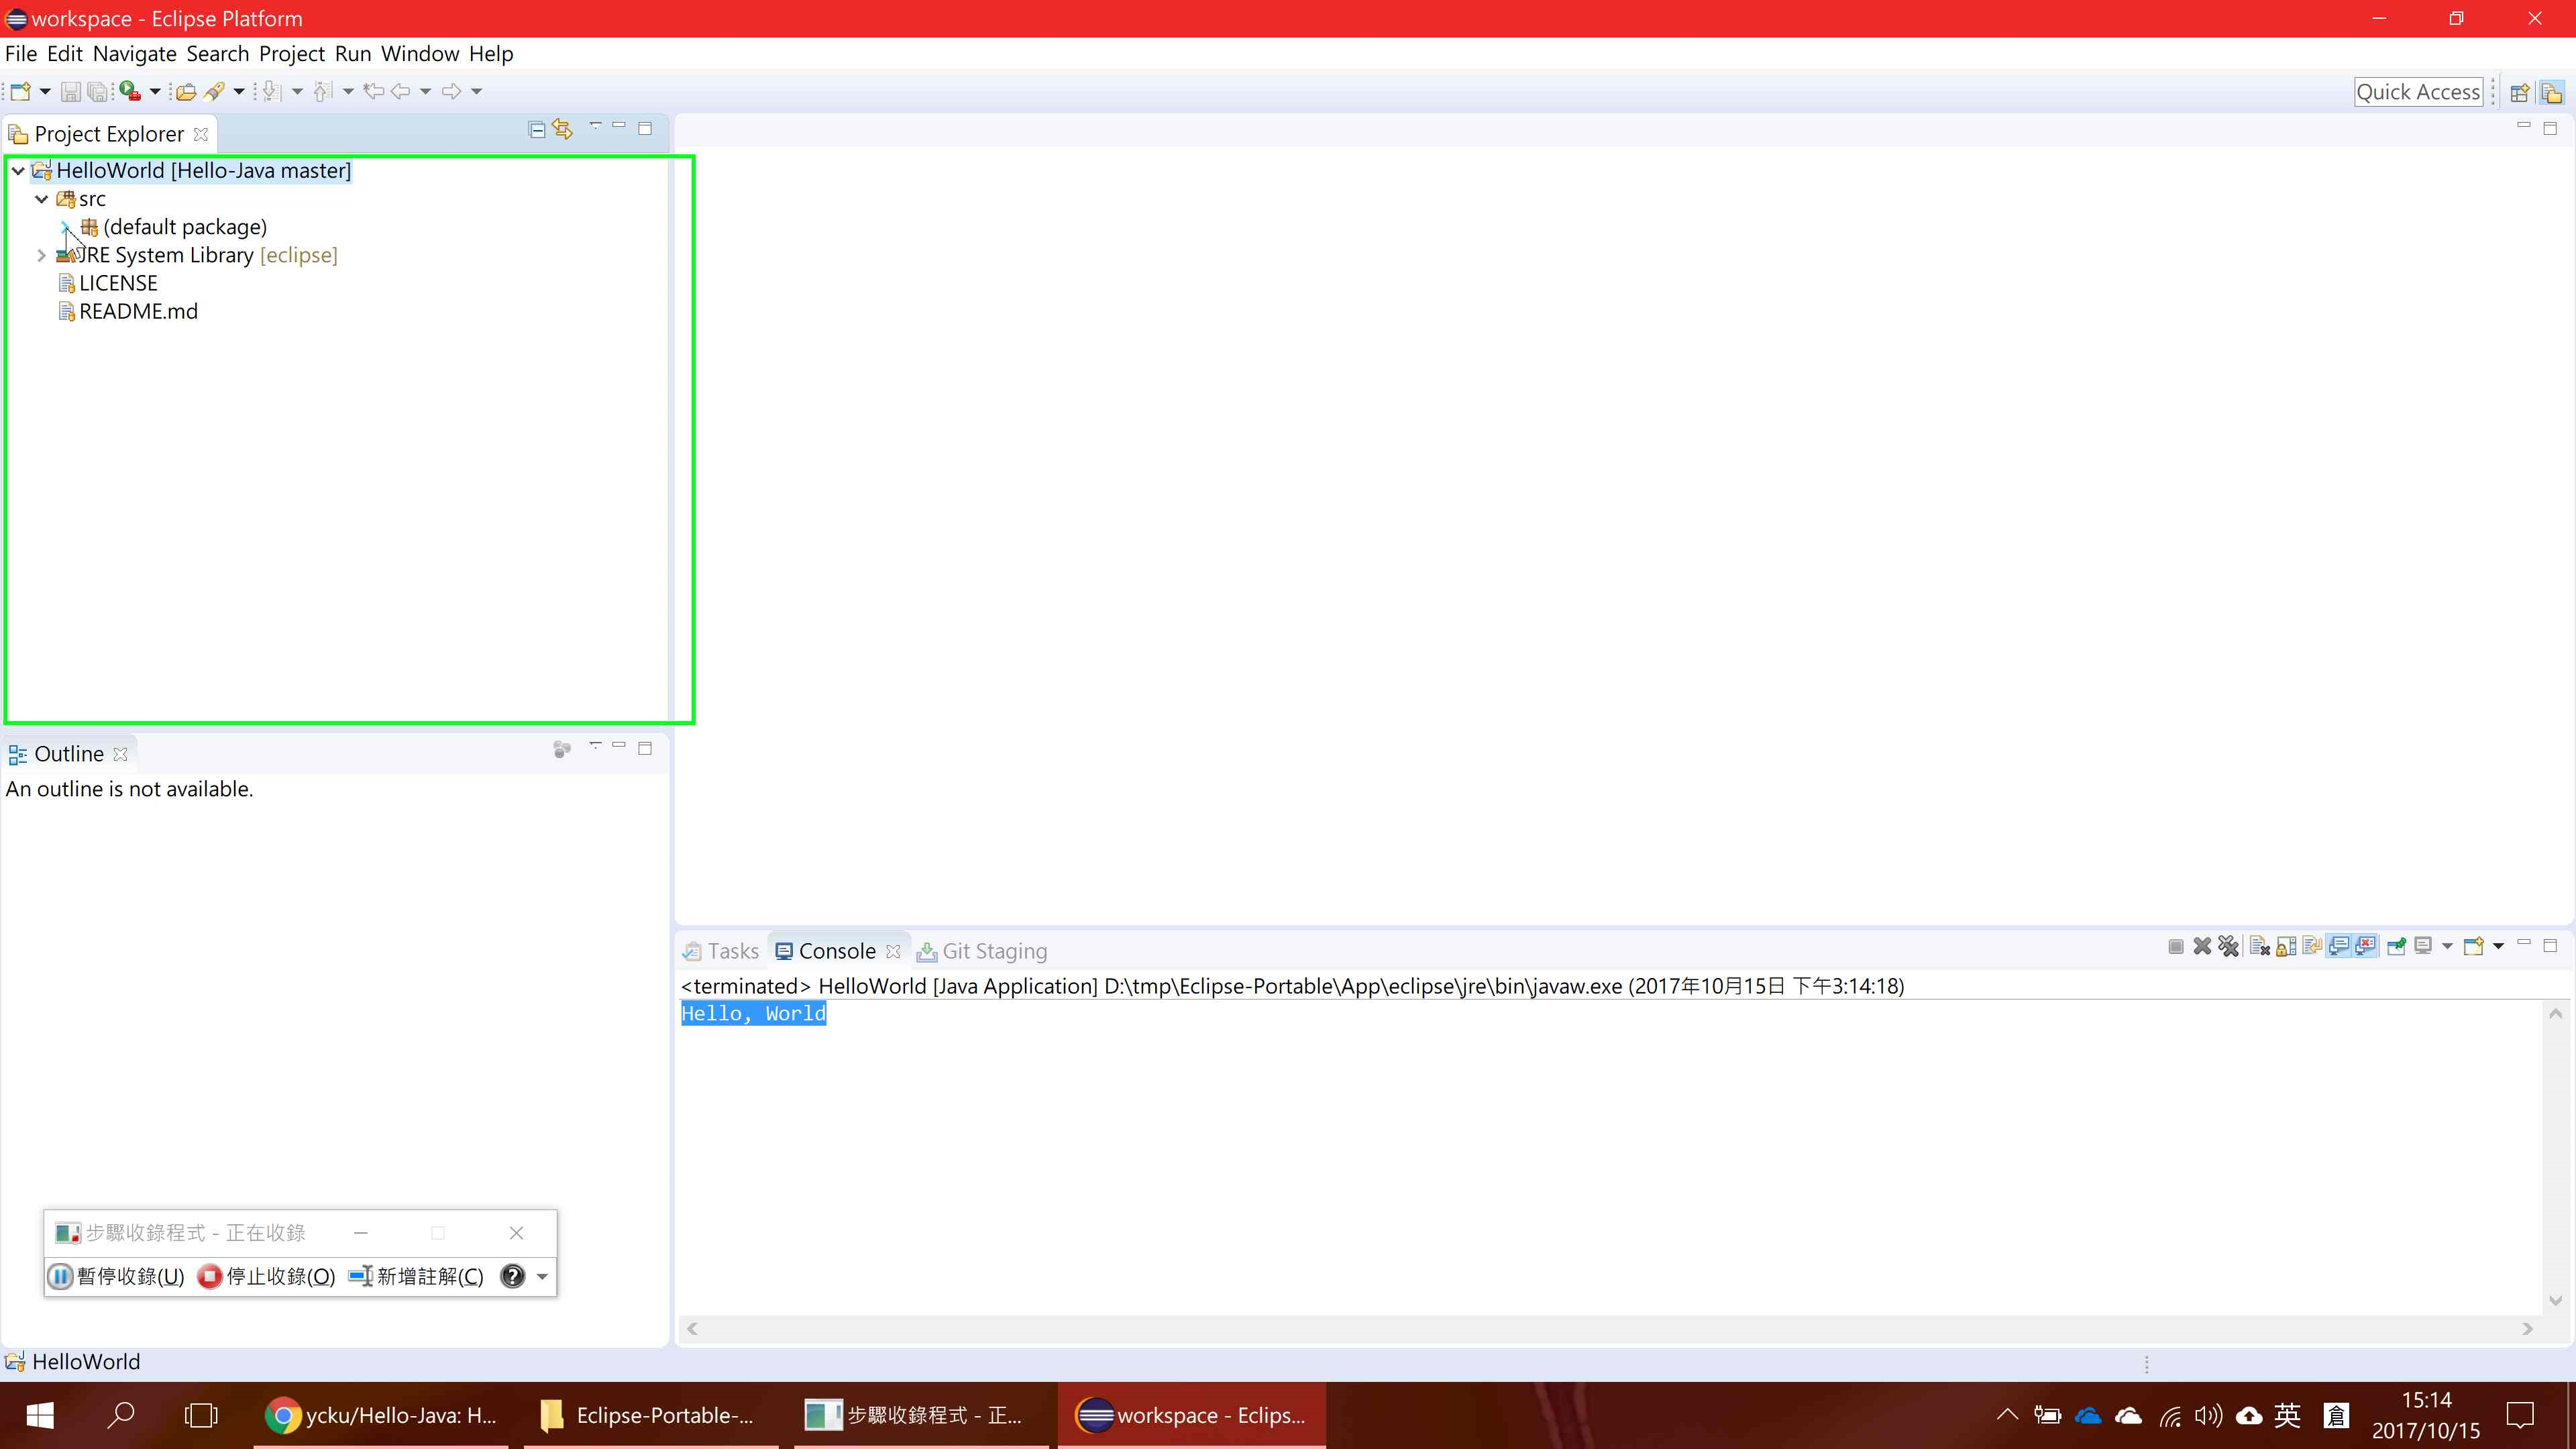 workspace - Eclipse Platform
File Edit Navigate Search Project Run Window Help
Quick Access
Project Explorer
HelloWorld [Hello-Java master]
src
(default package)
JRE System Library [eclipse]
LICENSE
README.md
Outline
An outline is not available.
Tasks Console Git Staging
<terminated> HelloWorld [Java Application] D:\tmp\Eclipse-Portable\App\eclipse\jre\bin\javaw.exe (2017年10月15日 下午3:14:18)
Hello, World
步驟收錄程式 - 正在收錄
暫停收錄(U) 停止收錄(O) 新增註解(C)
HelloWorld
ycku/Hello-Java: H... Eclipse-Portable-... 步驟收錄程式 - 正... workspace - Eclips... 英 倉 15:14
2017/10/15